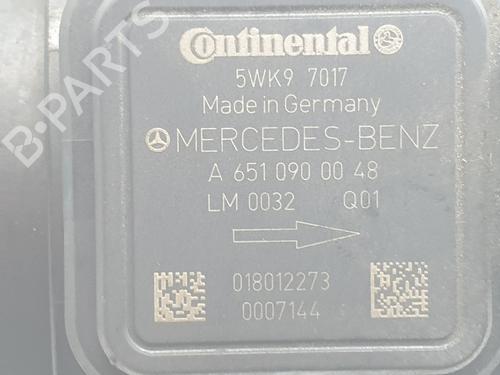 Continental
5WK9 7017
Made in Germany
MERCEDES-BENZ
A 651 090 00 48
LM 0032 Q01
018012273
0007144
B-PARTS